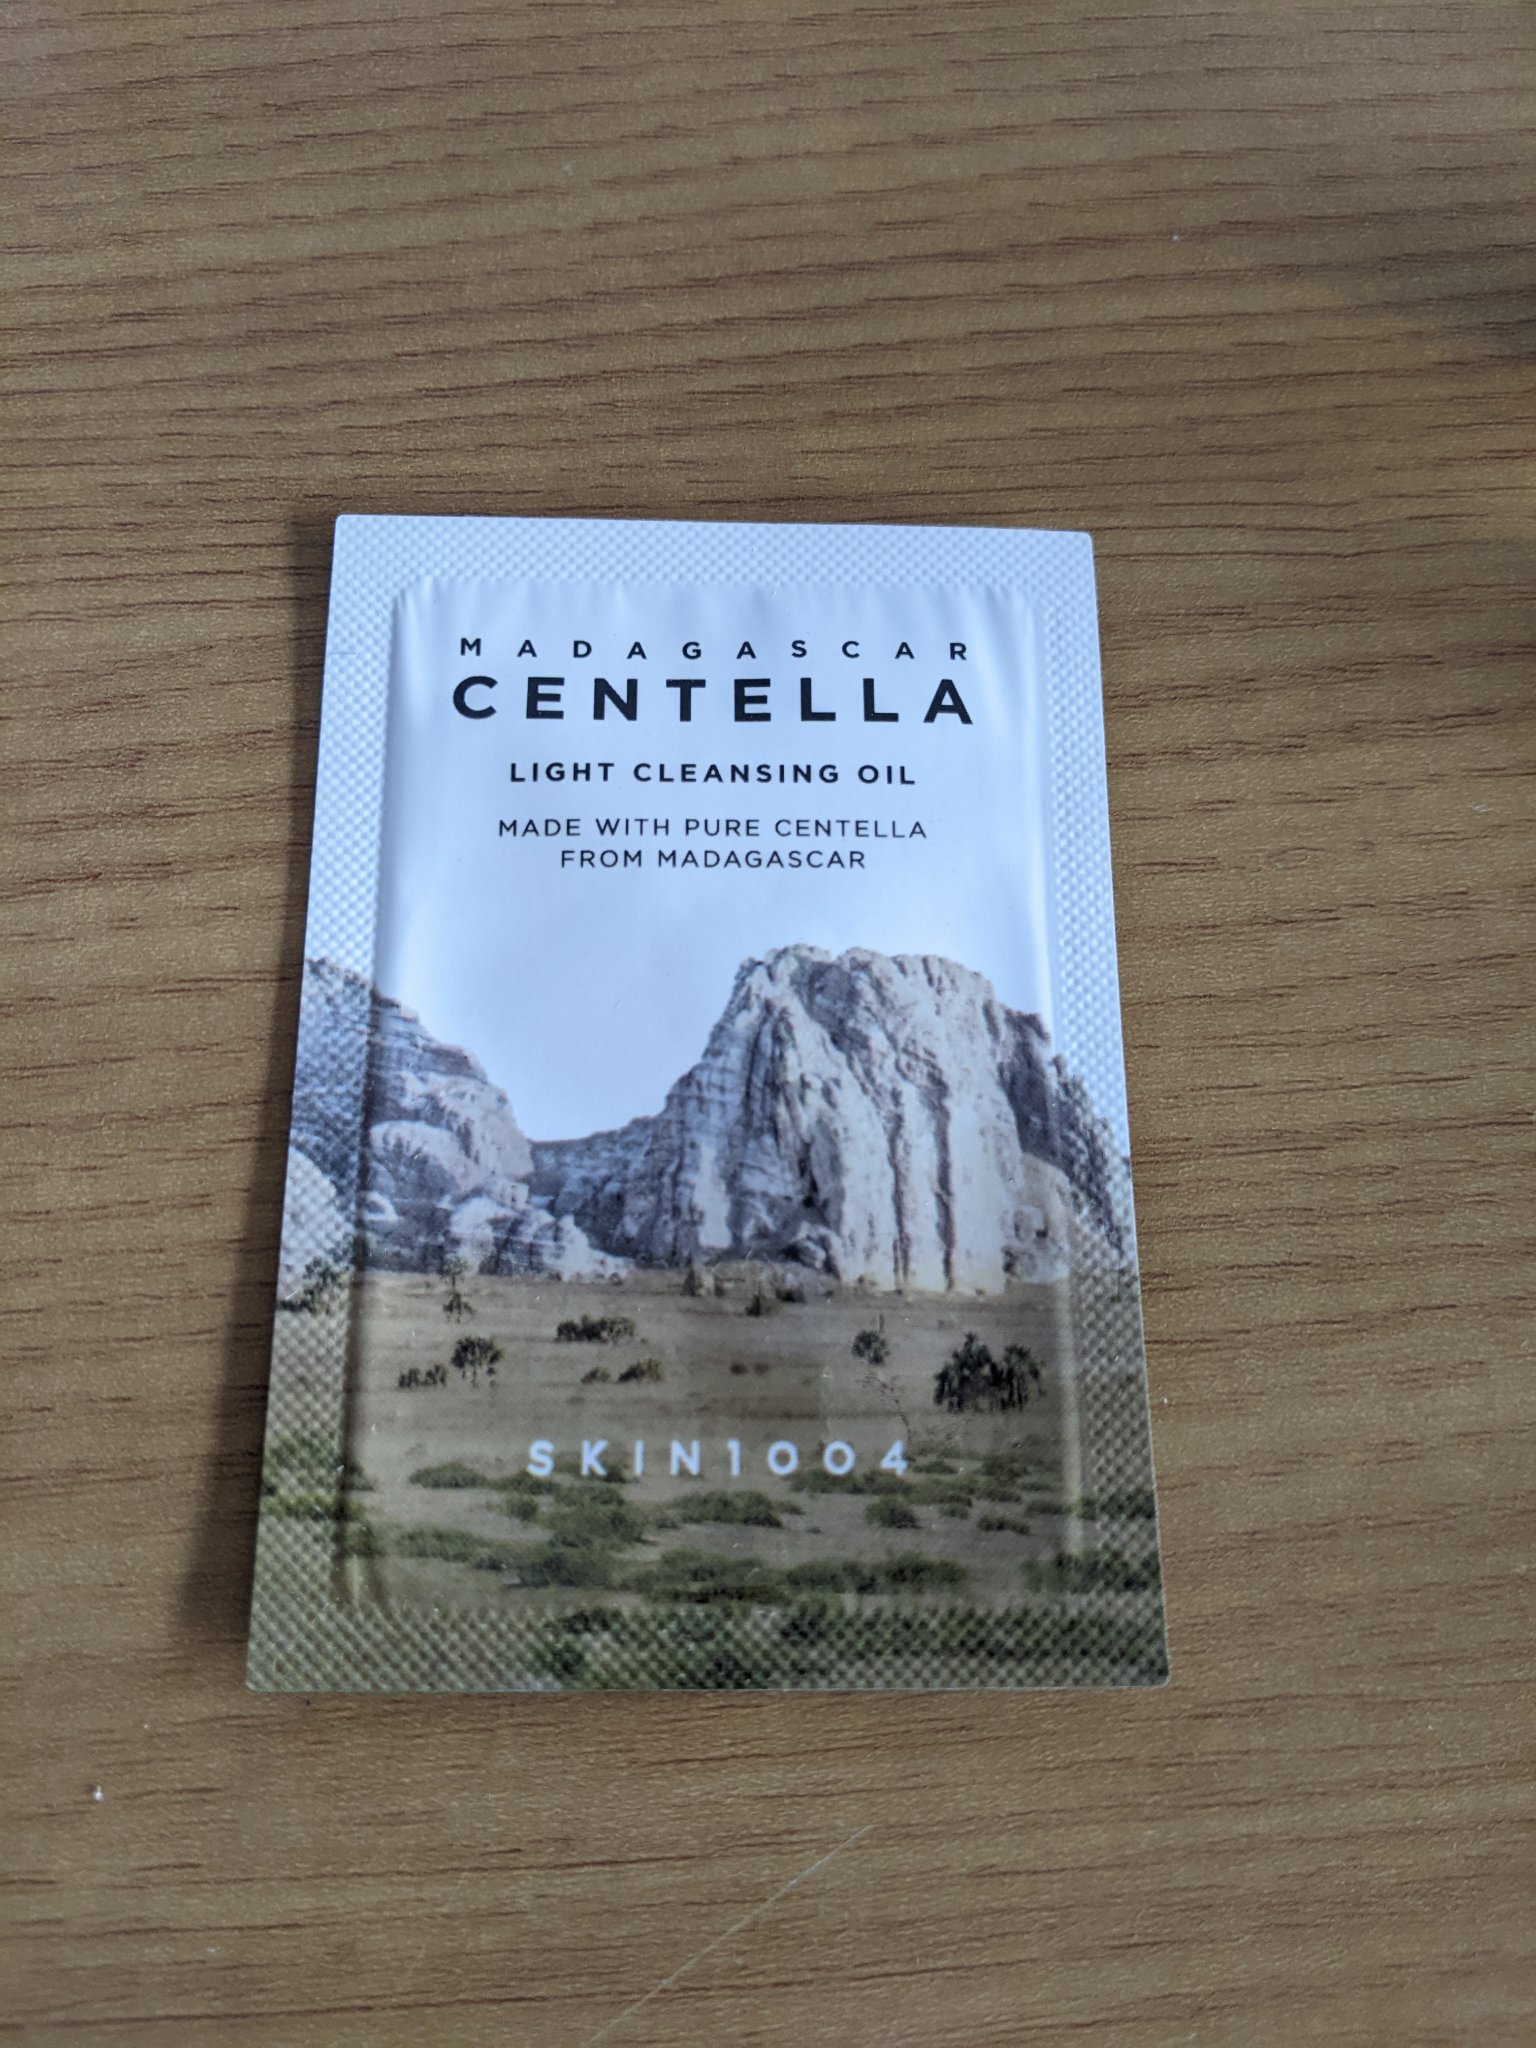 MADAGASCAR
CENTELLA
LIGHT CLEANSING OIL
MADE WITH PURE CENTELLA
FROM MADAGASCAR
SKIN1004